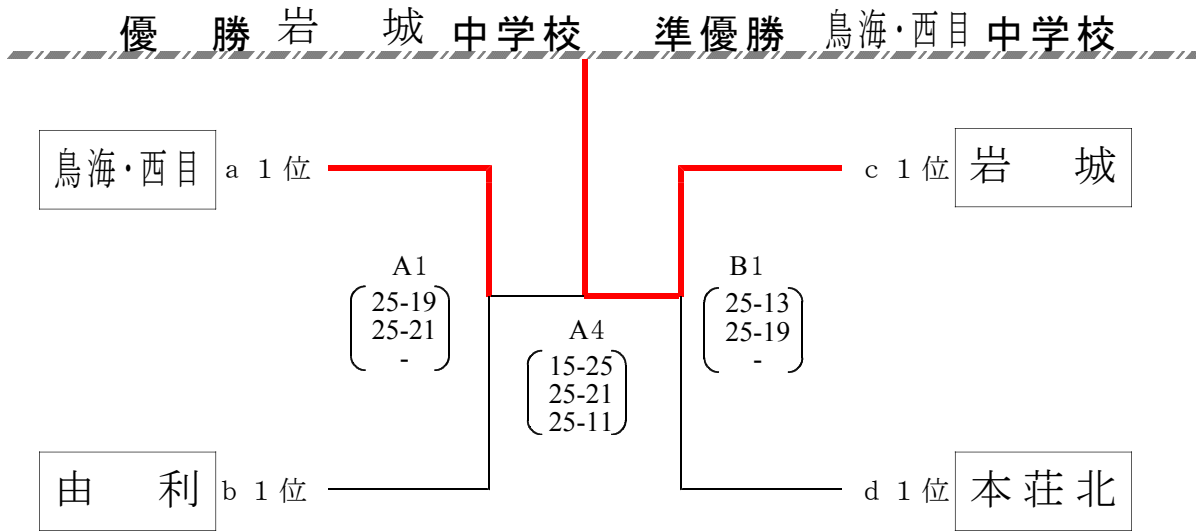 優　勝 岩　城 中学校　準優勝 鳥海・西目 中学校
鳥海・西目 a １位
c １位 岩　城
A1
25-19
25-21
-
B1
25-13
25-19
-
A4
15-25
25-21
25-11
由　利 b １位
d １位 本荘北